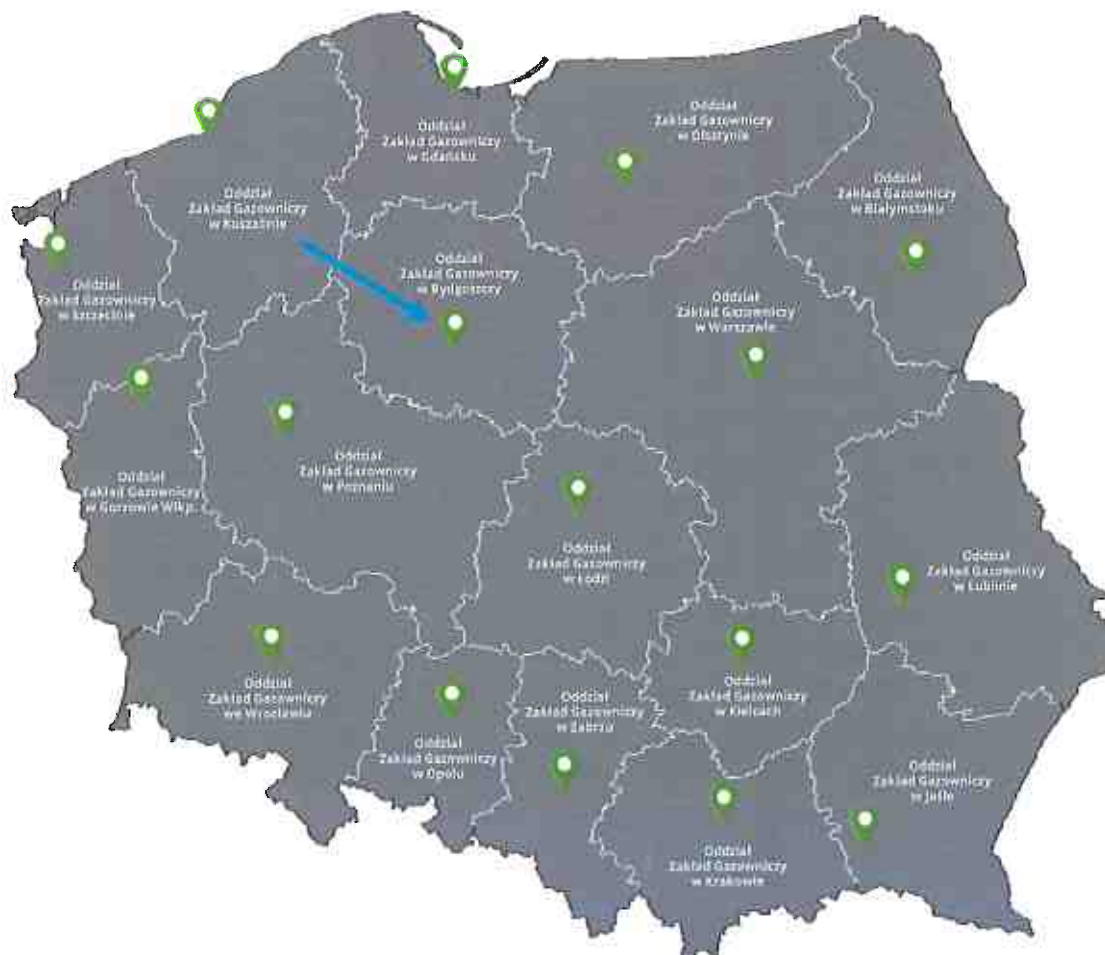 Oddział
Zakład Gazowniczy
w Olsztynie
Oddział
Zakład Gazowniczy
w Gdańsku
Oddział
Zakład Gazowniczy
w Białymstoku
Oddział
Zakład Gazowniczy
w Koszalinie
Oddział
Zakład Gazowniczy
w Bydgoszczy
Oddział
Zakład Gazowniczy
w Szczecinie
Oddział
Zakład Gazowniczy
w Warszawie
Oddział
Zakład Gazowniczy
w Poznaniu
Oddział
Zakład Gazowniczy
w Gorzowie Wlkp.
Oddział
Zakład Gazowniczy
w Łodzi
Oddział
Zakład Gazowniczy
w Lublinie
Oddział
Zakład Gazowniczy
we Wrocławiu
Oddział
Zakład Gazowniczy
w Kielcach
Oddział
Zakład Gazowniczy
w Zabrzu
Oddział
Zakład Gazowniczy
w Opolu
Oddział
Zakład Gazowniczy
w Jaśle
Oddział
Zakład Gazowniczy
w Krakowie